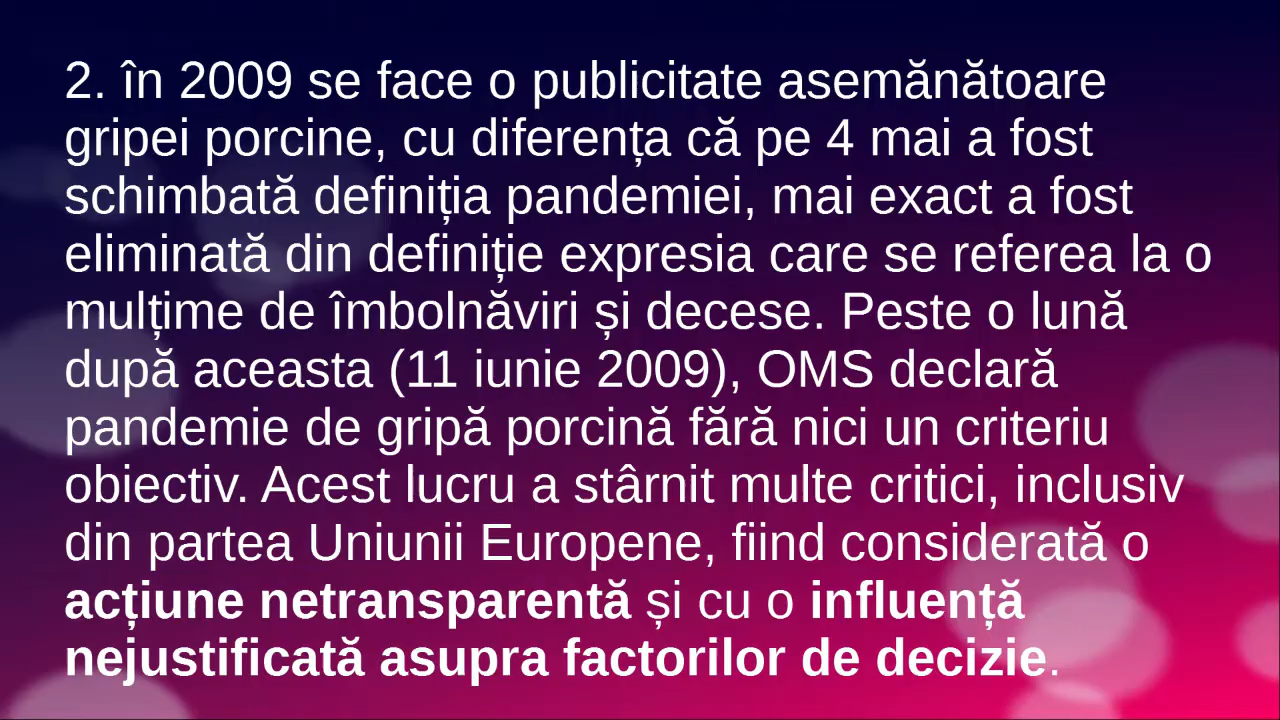 2. în 2009 se face o publicitate asemănătoare
gripei porcine, cu diferența că pe 4 mai a fost
schimbată definiția pandemiei, mai exact a fost
eliminată din definiție expresia care se referea la o
mulțime de îmbolnăviri și decese. Peste o lună
după aceasta (11 iunie 2009), OMS declară
pandemie de gripă porcină fără nici un criteriu
obiectiv. Acest lucru a stârnit multe critici, inclusiv
din partea Uniunii Europene, fiind considerată o
acțiune netransparentă și cu o influență
nejustificată asupra factorilor de decizie.